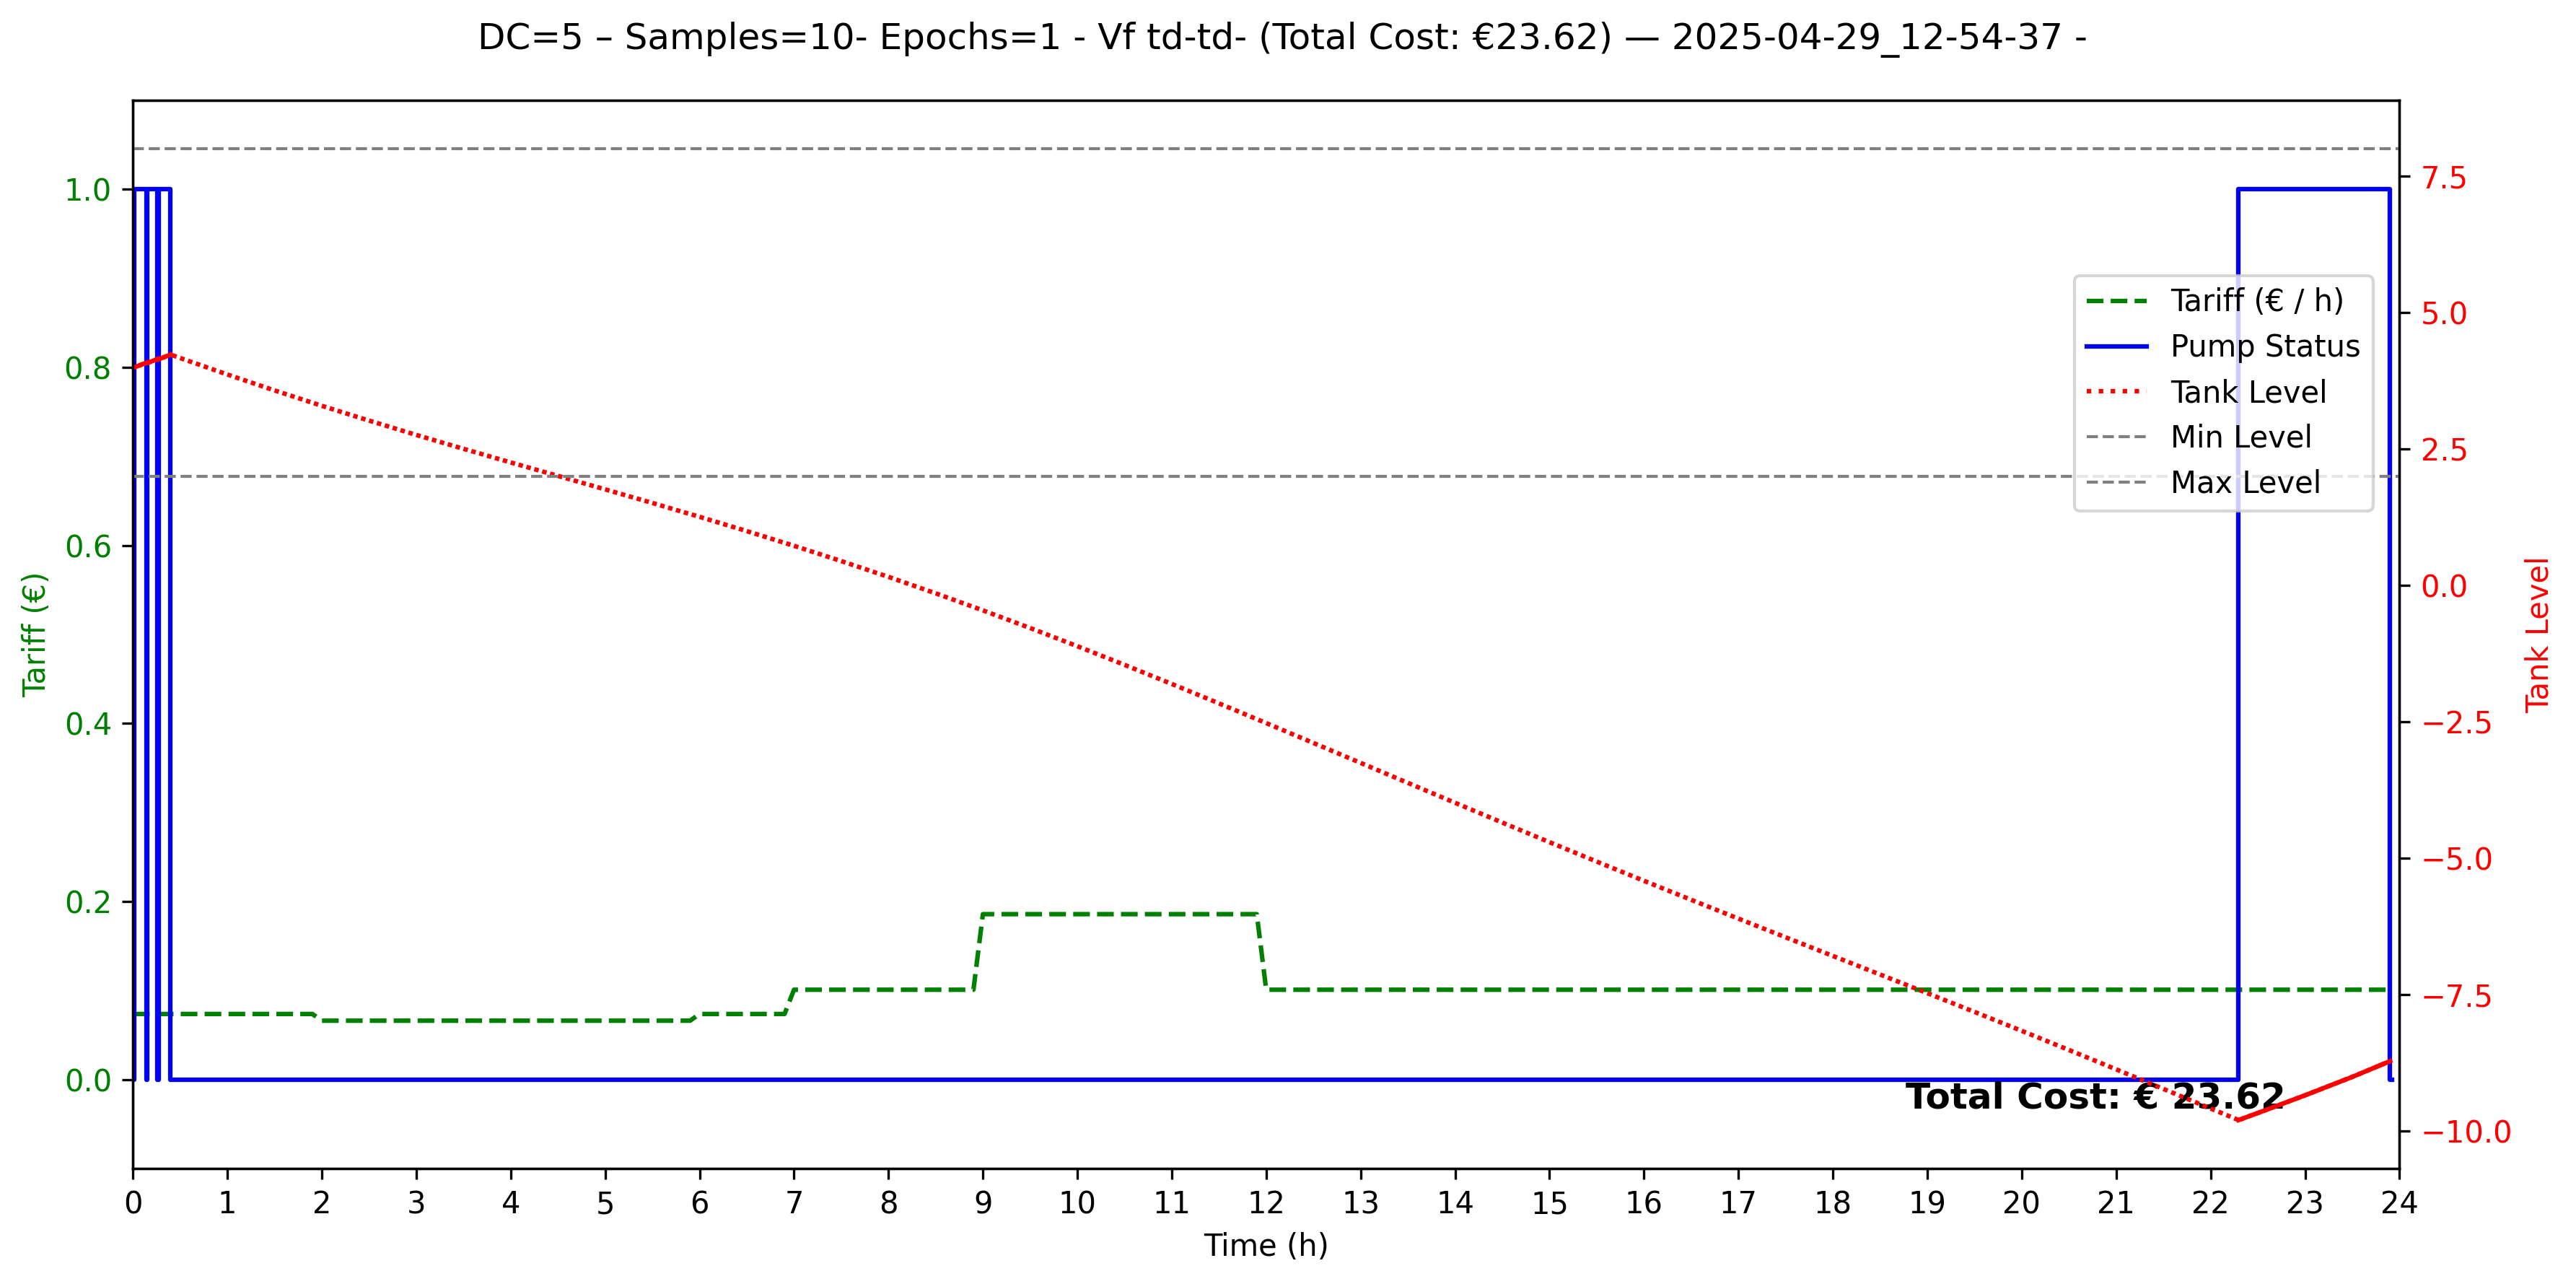 DC=5 – Samples=10- Epochs=1 - Vf td-td- (Total Cost: €23.62) — 2025-04-29_12-54-37 -
Tariff (€)
1.0
0.8
0.6
0.4
0.2
0.0
Tariff (€ / h)
Pump Status
Tank Level
Min Level
Max Level
Total Cost: € 23.62
7.5
5.0
2.5
0.0
−2.5
−5.0
−7.5
−10.0
Tank Level
0 1 2 3 4 5 6 7 8 9 10 11 12 13 14 15 16 17 18 19 20 21 22 23 24
Time (h)